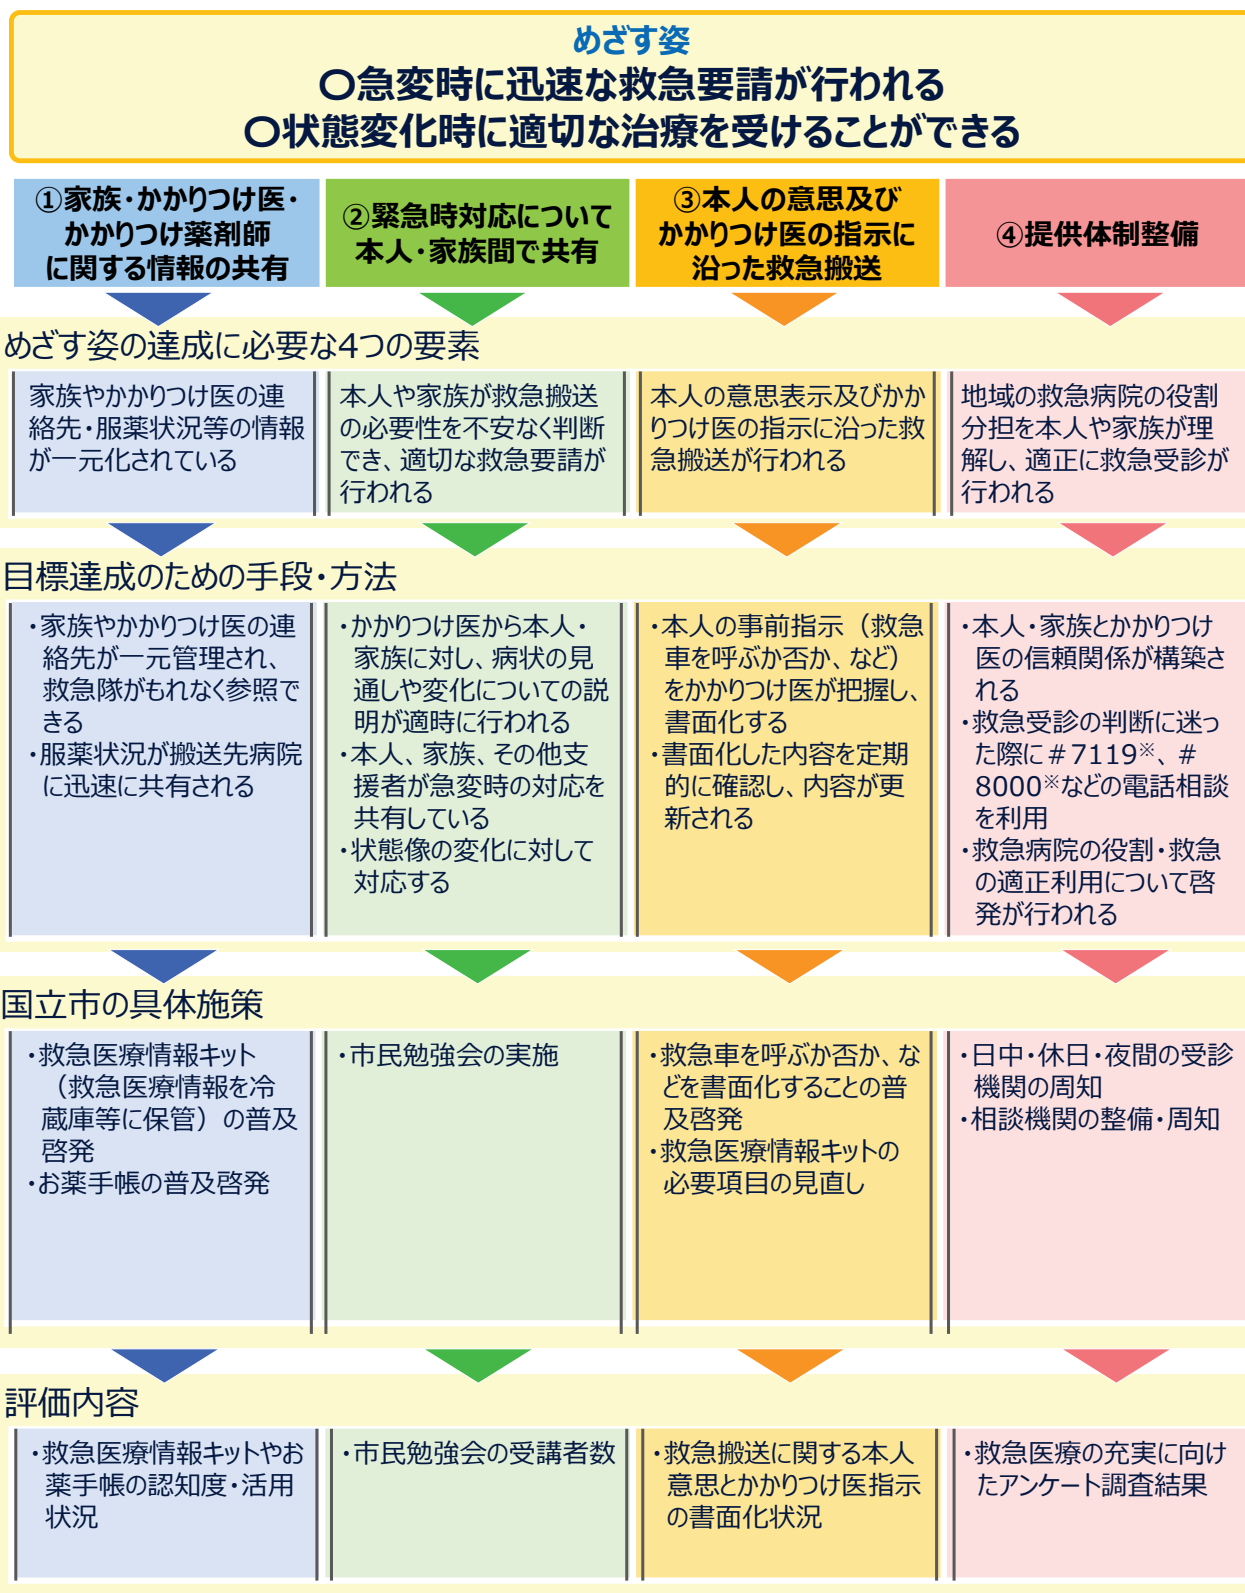 めざす姿
〇急変時に迅速な救急要請が行われる
〇状態変化時に適切な治療を受けることができる
①家族・かかりつけ医・
かかりつけ薬剤師
に関する情報の共有
②緊急時対応について
本人・家族間で共有
③本人の意思及び
かかりつけ医の指示に
沿った救急搬送
④提供体制整備
めざす姿の達成に必要な4つの要素
家族やかかりつけ医の連
絡先・服薬状況等の情報
が一元化されている
本人や家族が救急搬送
の必要性を不安なく判断
でき、適切な救急要請が
行われる
本人の意思表示及びかか
りつけ医の指示に沿った救
急搬送が行われる
地域の救急病院の役割
分担を本人や家族が理
解し、適正に救急受診が
行われる
目標達成のための手段・方法
・家族やかかりつけ医の連
絡先が一元管理され、
救急隊がもれなく参照で
きる
・服薬状況が搬送先病院
に迅速に共有される
・かかりつけ医から本人・
家族に対し、病状の見
通しや変化についての説
明が適時に行われる
・本人、家族、その他支
援者が急変時の対応を
共有している
・状態像の変化に対して
対応する
・本人の事前指示（救急
車を呼ぶか否か、など）
をかかりつけ医が把握し、
書面化する
・書面化した内容を定期
的に確認し、内容が更
新される
・本人・家族とかかりつけ
医の信頼関係が構築さ
れる
・救急受診の判断に迷っ
た際に＃7119※、＃
8000※などの電話相談
を利用
・救急病院の役割・救急
の適正利用について啓
発が行われる
国立市の具体施策
・救急医療情報キット
（救急医療情報を冷
蔵庫等に保管）の普及
啓発
・お薬手帳の普及啓発
・市民勉強会の実施
・救急車を呼ぶか否か、な
どを書面化することの普
及啓発
・救急医療情報キットの
必要項目の見直し
・日中・休日・夜間の受診
機関の周知
・相談機関の整備・周知
評価内容
・救急医療情報キットやお
薬手帳の認知度・活用
状況
・市民勉強会の受講者数
・救急搬送に関する本人
意思とかかりつけ医指示
の書面化状況
・救急医療の充実に向け
たアンケート調査結果